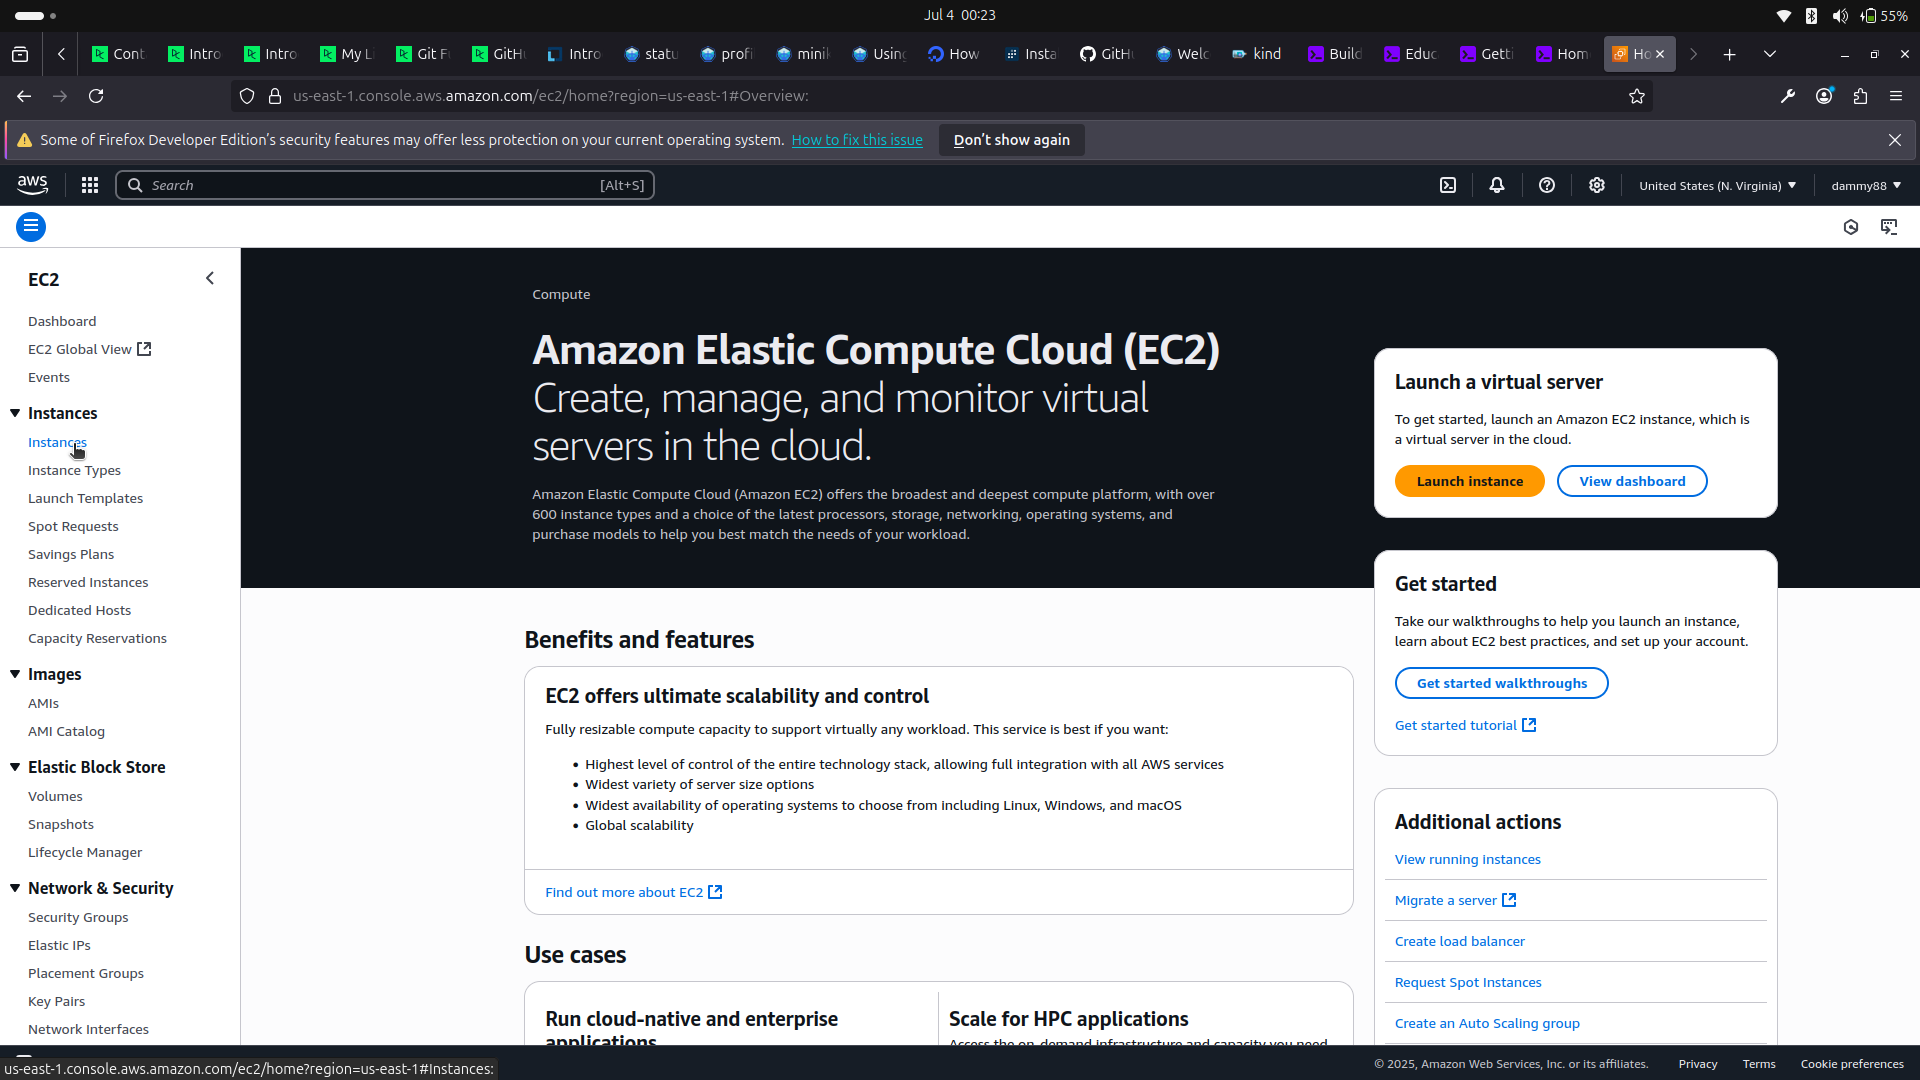 Jul 4 00:23
55%
Cont
Intro
Intro
My Li
Git F
GitHu
Intro
statu
profi
minik
Using
How
Insta
GitHu
Welc
kind
Build
Educ
Getti
Hom
Ho
us-east-1.console.aws.amazon.com/ec2/home?region=us-east-1#Overview:
Some of Firefox Developer Edition's security features may offer less protection on your current operating system. How to fix this issue
Don't show again
aws
Search
[Alt+S]
United States (N. Virginia)
dammy88
EC2
Dashboard
EC2 Global View
Events
Instances
Instances
Instance Types
Launch Templates
Spot Requests
Savings Plans
Reserved Instances
Dedicated Hosts
Capacity Reservations
Images
AMIs
AMI Catalog
Elastic Block Store
Volumes
Snapshots
Lifecycle Manager
Network & Security
Security Groups
Elastic IPs
Placement Groups
Key Pairs
Network Interfaces
Compute
Amazon Elastic Compute Cloud (EC2)
Create, manage, and monitor virtual
servers in the cloud.
Amazon Elastic Compute Cloud (Amazon EC2) offers the broadest and deepest compute platform, with over
600 instance types and a choice of the latest processors, storage, networking, operating systems, and
purchase models to help you best match the needs of your workload.
Launch a virtual server
To get started, launch an Amazon EC2 instance, which is
a virtual server in the cloud.
Launch instance
View dashboard
Get started
Take our walkthroughs to help you launch an instance,
learn about EC2 best practices, and set up your account.
Get started walkthroughs
Get started tutorial
Benefits and features
EC2 offers ultimate scalability and control
Fully resizable compute capacity to support virtually any workload. This service is best if you want:
• Highest level of control of the entire technology stack, allowing full integration with all AWS services
• Widest variety of server size options
• Widest availability of operating systems to choose from including Linux, Windows, and macOS
• Global scalability
Find out more about EC2
Additional actions
View running instances
Migrate a server
Create load balancer
Request Spot Instances
Create an Auto Scaling group
Use cases
Run cloud-native and enterprise
applications
Scale for HPC applications
Access the on-demand infrastructure and capacity you need
us-east-1.console.aws.amazon.com/ec2/home?region=us-east-1#Instances:
© 2025, Amazon Web Services, Inc. or its affiliates.
Privacy
Terms
Cookie preferences